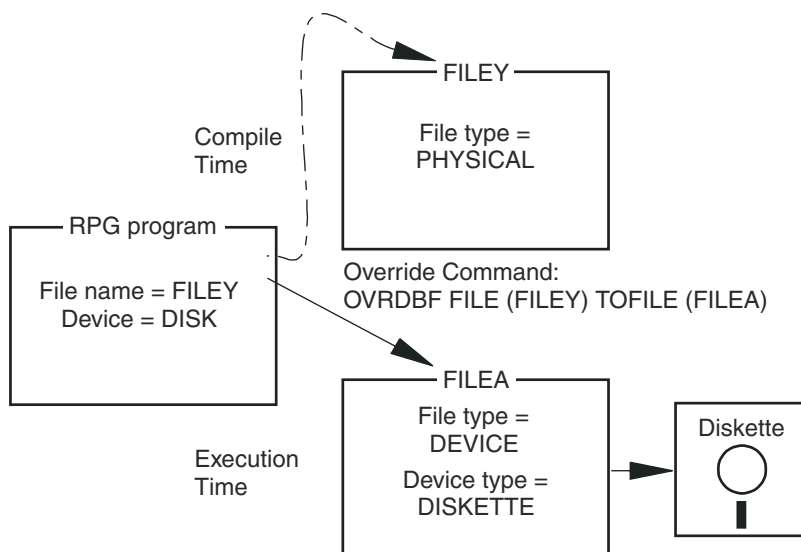 FILEY
File type =
PHYSICAL
Compile
Time
RPG program
File name = FILEY
Device = DISK
Override Command:
OVRDBF FILE (FILEY) TOFILE (FILEA)
FILEA
File type =
DEVICE
Device type =
DISKETTE
Execution
Time
Diskette